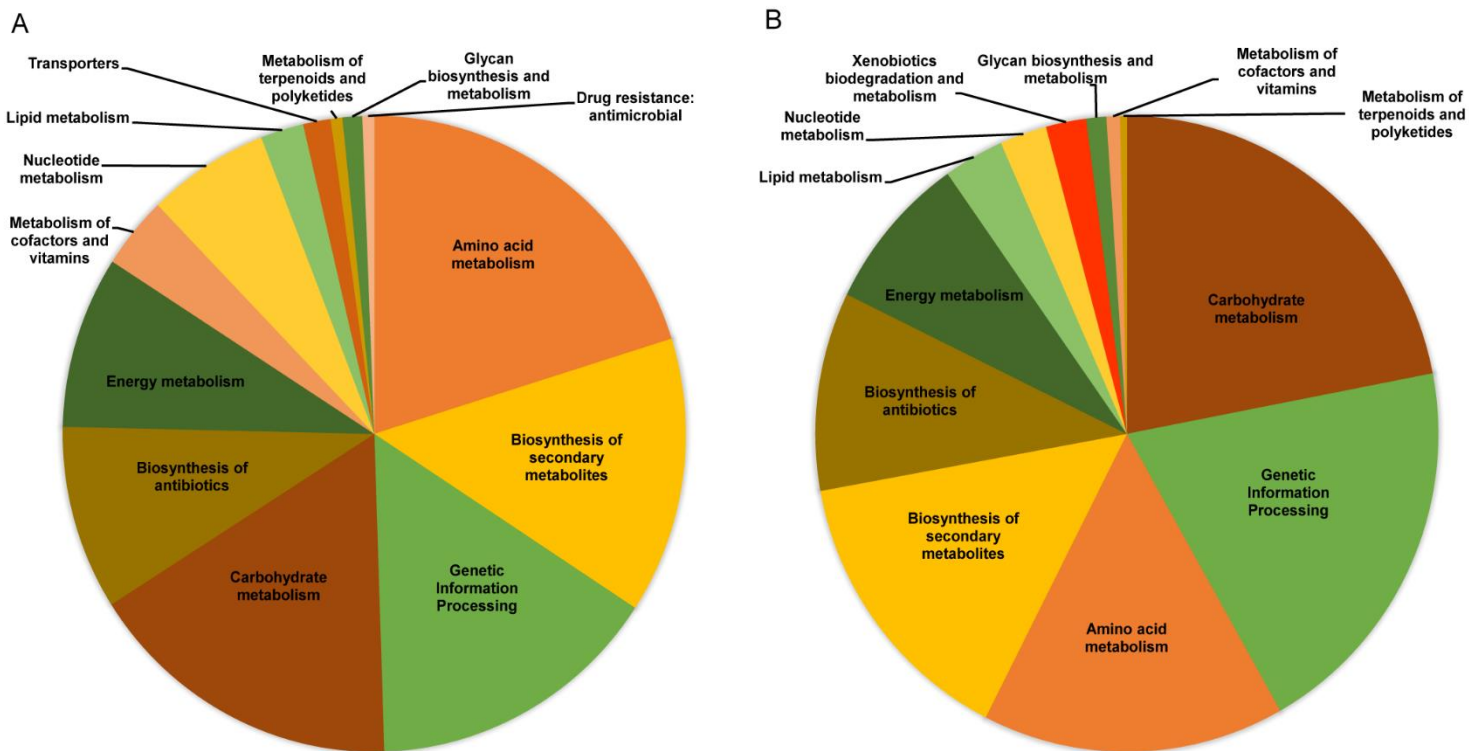 A
Transporters
Metabolism of
terpenoids and
polyketides
Glycan
biosynthesis and
metabolism
Drug resistance:
antimicrobial
Lipid metabolism
Nucleotide
metabolism
Metabolism of
cofactors and
vitamins
Energy metabolism
Biosynthesis of
antibiotics
Carbohydrate
metabolism
Genetic
Information
Processing
Biosynthesis of
secondary
metabolites
Amino acid
metabolism
B
Xenobiotics
biodegradation and
metabolism
Glycan biosynthesis and
metabolism
Metabolism of
cofactors and
vitamins
Metabolism of
terpenoids and
polyketides
Nucleotide
metabolism
Lipid metabolism
Energy metabolism
Biosynthesis of
antibiotics
Biosynthesis of
secondary
metabolites
Amino acid
metabolism
Genetic
Information
Processing
Carbohydrate
metabolism